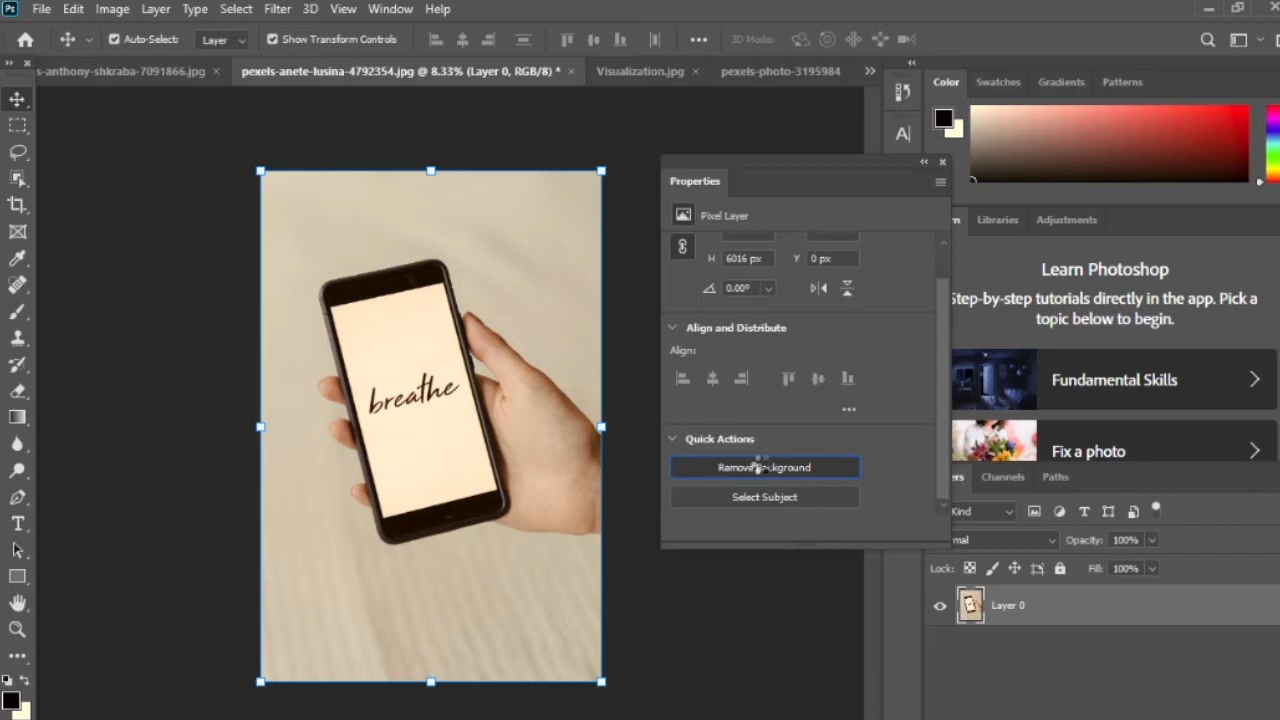 Ps File Edit Image Layer Type Select Filter 3D View Window Help
Auto-Select: Layer Show Transform Controls 3D Mode:
s-anthony-shkraba-7091866.jpg × pexels-anete-lusina-4792354.jpg @ 8.33% (Layer 0, RGB/8) * × Visualization.jpg × pexels-photo-3195984
Color Swatches Gradients Patterns
Properties
Pixel Layer
H 6016 px Y 0 px
0.00°
Align and Distribute
Align:
Quick Actions
Remove Background
Select Subject
breathe
Libraries Adjustments
Learn Photoshop
Step-by-step tutorials directly in the app. Pick a
topic below to begin.
Fundamental Skills
Fix a photo
ers Channels Paths
Kind
mal Opacity: 100%
Lock: Fill: 100%
Layer 0